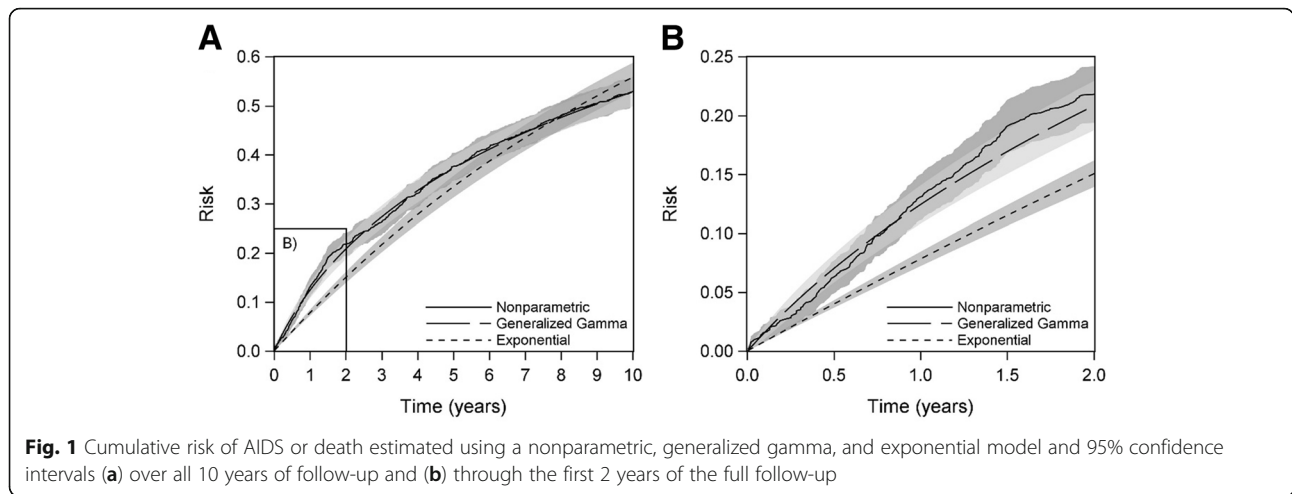 A
B
0.6
0.5
0.4
0.3
0.2
0.1
0.0
Risk
B)
Nonparametric
Generalized Gamma
Exponential
0 1 2 3 4 5 6 7 8 9 10
Time (years)
0.25
0.20
0.15
0.10
0.05
0.00
Risk
Nonparametric
Generalized Gamma
Exponential
0.0 0.5 1.0 1.5 2.0
Time (years)
Fig. 1 Cumulative risk of AIDS or death estimated using a nonparametric, generalized gamma, and exponential model and 95% confidence
intervals (a) over all 10 years of follow-up and (b) through the first 2 years of the full follow-up